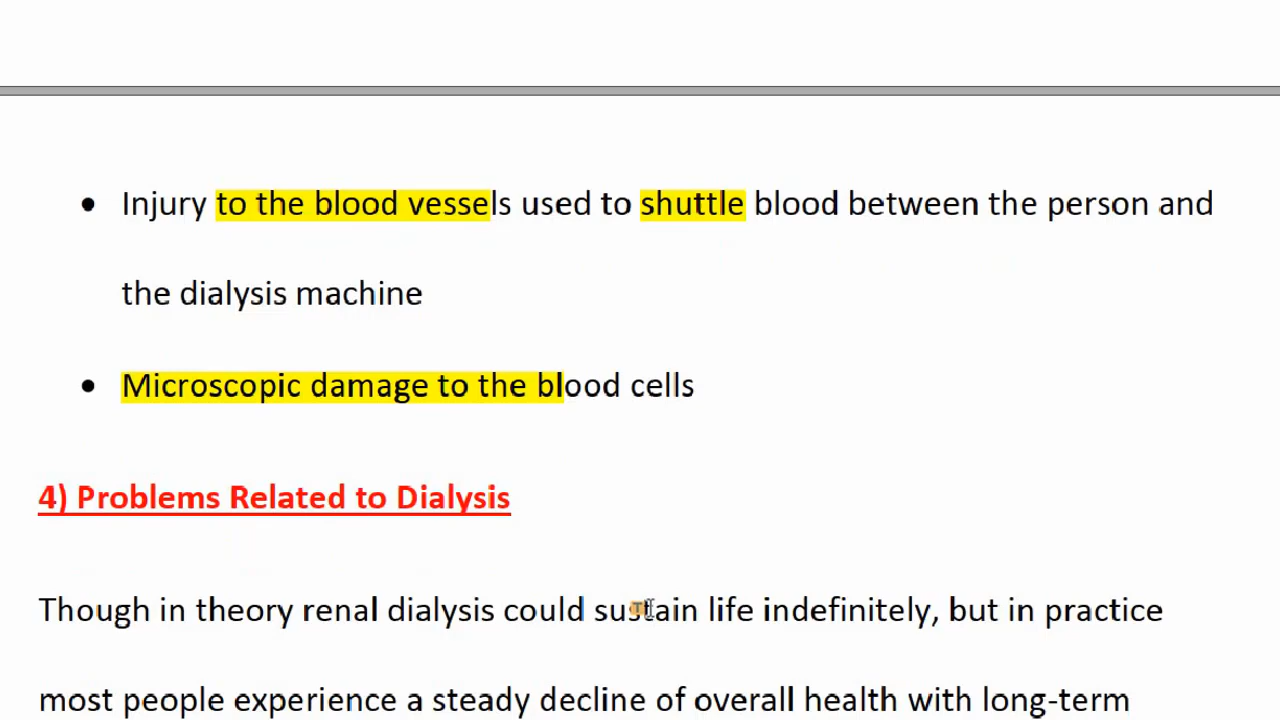 • Injury to the blood vessels used to shuttle blood between the person and
the dialysis machine
• Microscopic damage to the blood cells
4) Problems Related to Dialysis
Though in theory renal dialysis could sustain life indefinitely, but in practice
most people experience a steady decline of overall health with long-term